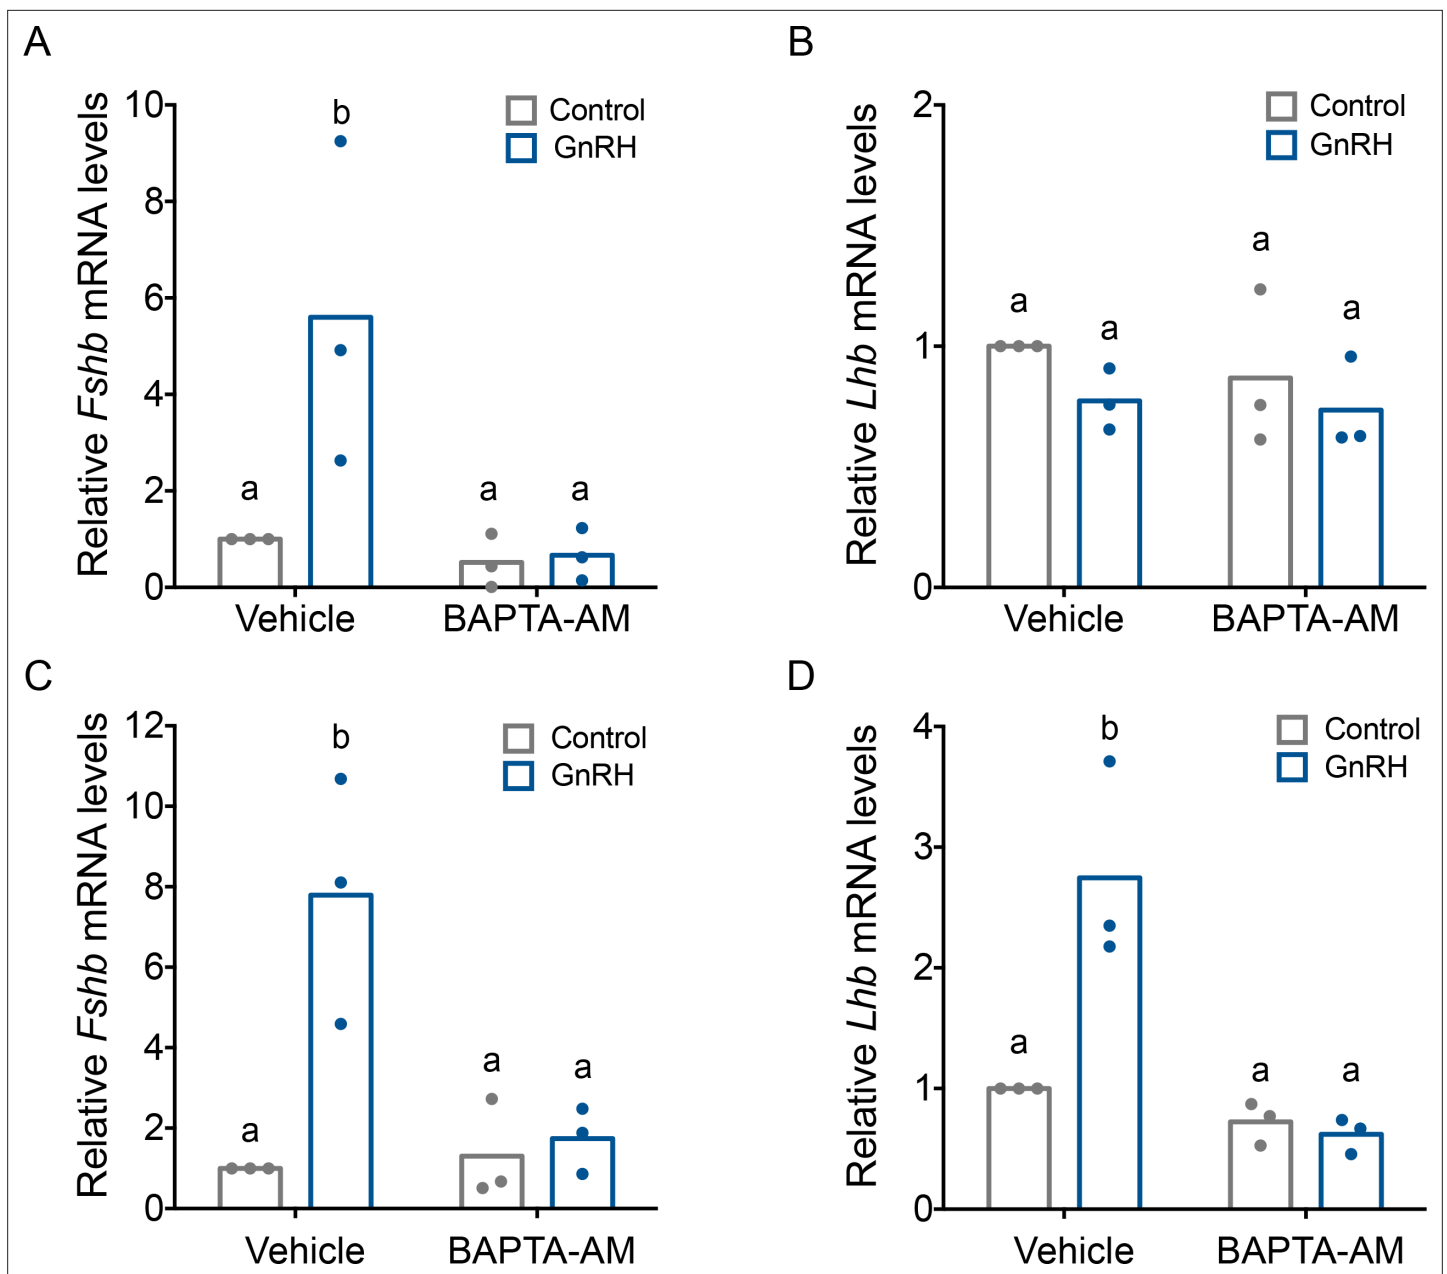 A
Relative Fshb mRNA levels
10
8
6
4
2
0
b
a
a
a
Control
GnRH
Vehicle
BAPTA-AM
B
Relative Lhb mRNA levels
2
1
0
a
a
a
a
Control
GnRH
Vehicle
BAPTA-AM
C
Relative Fshb mRNA levels
12
10
8
6
4
2
0
b
a
a
a
Control
GnRH
Vehicle
BAPTA-AM
D
Relative Lhb mRNA levels
4
3
2
1
0
b
a
a
a
Control
GnRH
Vehicle
BAPTA-AM